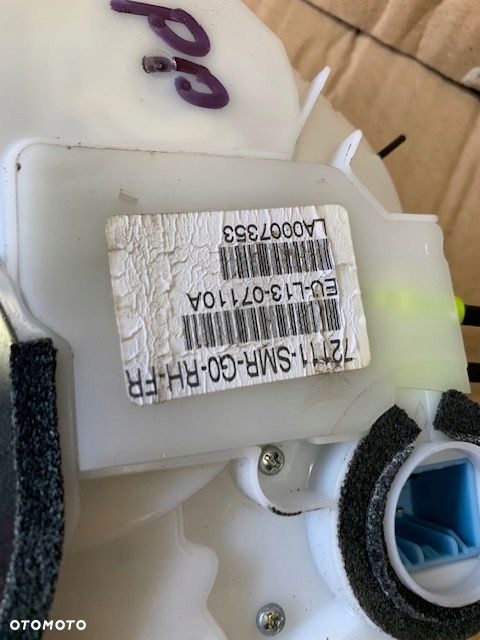 P.P.
72111-SMR-G0-RH-FR
EU-L13-07110A
LA0007353
OTOMOTO